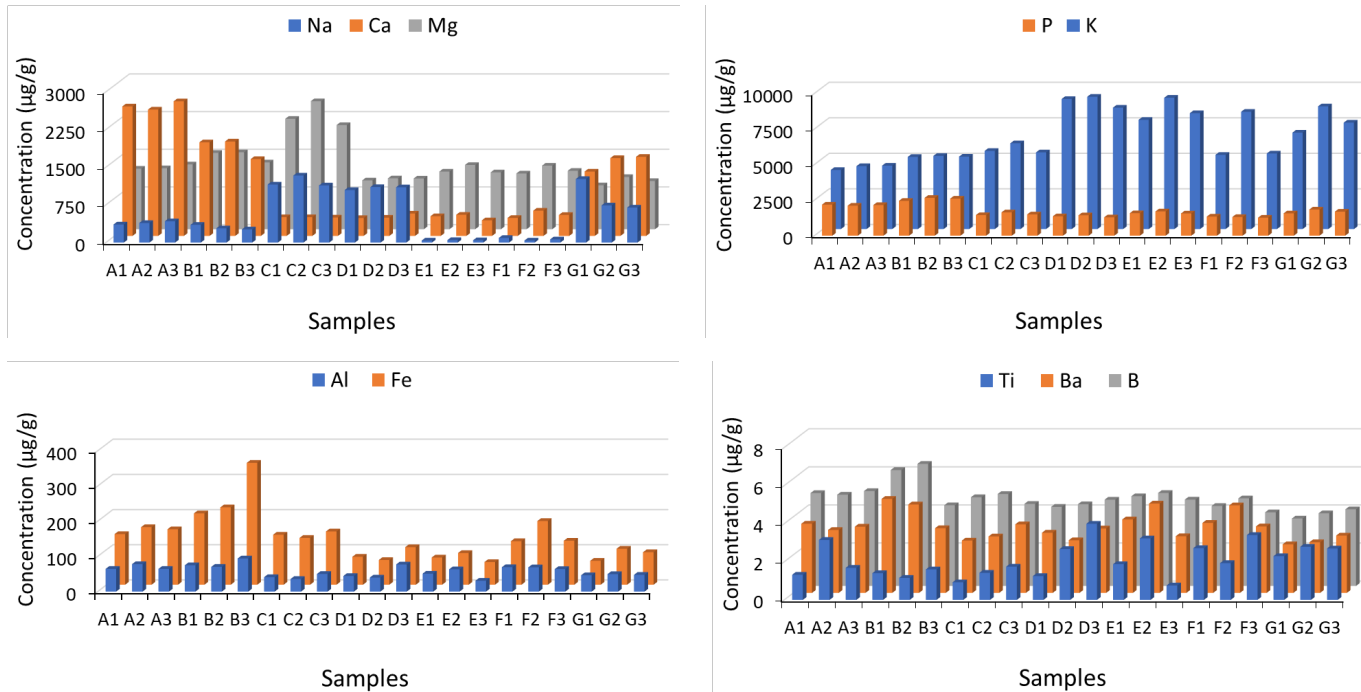 Na Ca Mg
Concentration (µg/g)
3000
2250
1500
750
0
A1 A2 A3 B1 B2 B3 C1 C2 C3 D1 D2 D3 E1 E2 E3 F1 F2 F3 G1 G2 G3
Samples
P K
Concentration (µg/g)
10000
7500
5000
2500
0
A1 A2 A3 B1 B2 B3 C1 C2 C3 D1 D2 D3 E1 E2 E3 F1 F2 F3 G1 G2 G3
Samples
Al Fe
Concentration (µg/g)
400
300
200
100
0
A1 A2 A3 B1 B2 B3 C1 C2 C3 D1 D2 D3 E1 E2 E3 F1 F2 F3 G1 G2 G3
Samples
Ti Ba B
Concentration (µg/g)
8
6
4
2
0
A1 A2 A3 B1 B2 B3 C1 C2 C3 D1 D2 D3 E1 E2 E3 F1 F2 F3 G1 G2 G3
Samples